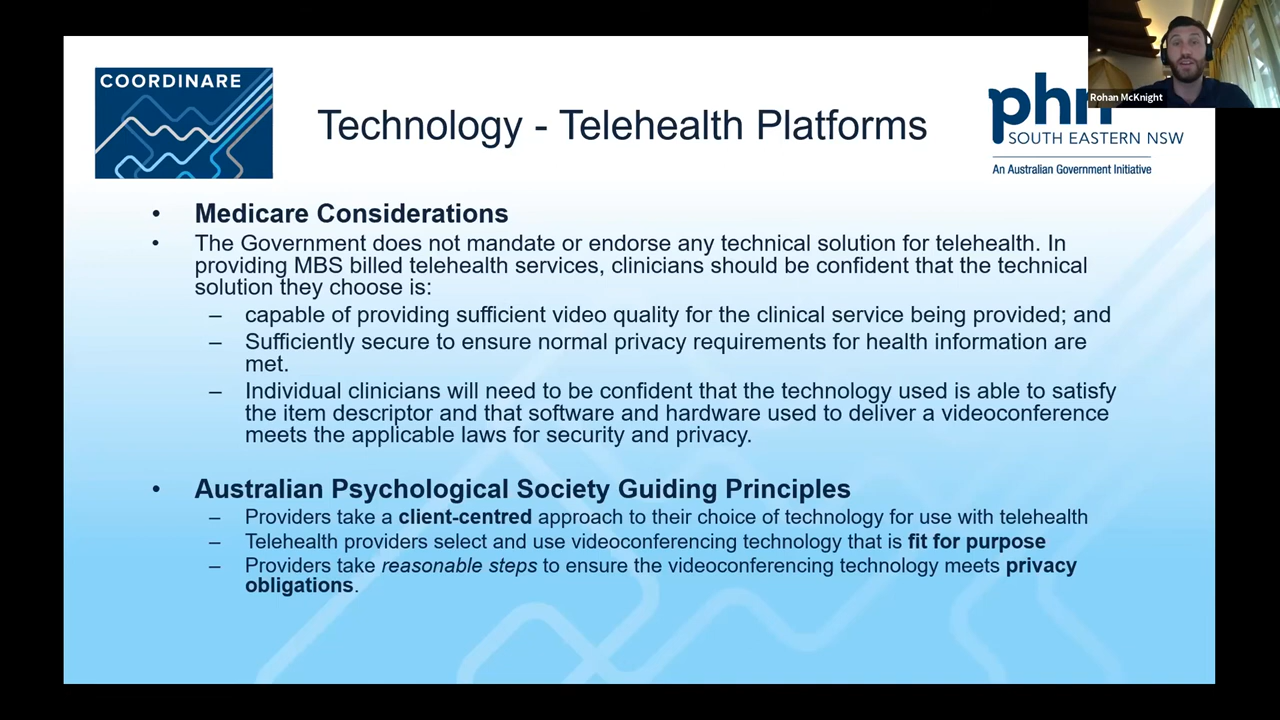 COORDINARE
Technology - Telehealth Platforms
Rohan McKnight
phn
SOUTH EASTERN NSW
An Australian Government Initiative
• Medicare Considerations
• The Government does not mandate or endorse any technical solution for telehealth. In
providing MBS billed telehealth services, clinicians should be confident that the technical
solution they choose is:
– capable of providing sufficient video quality for the clinical service being provided; and
– Sufficiently secure to ensure normal privacy requirements for health information are
met.
– Individual clinicians will need to be confident that the technology used is able to satisfy
the item descriptor and that software and hardware used to deliver a videoconference
meets the applicable laws for security and privacy.
• Australian Psychological Society Guiding Principles
– Providers take a client-centred approach to their choice of technology for use with telehealth
– Telehealth providers select and use videoconferencing technology that is fit for purpose
– Providers take reasonable steps to ensure the videoconferencing technology meets privacy
obligations.